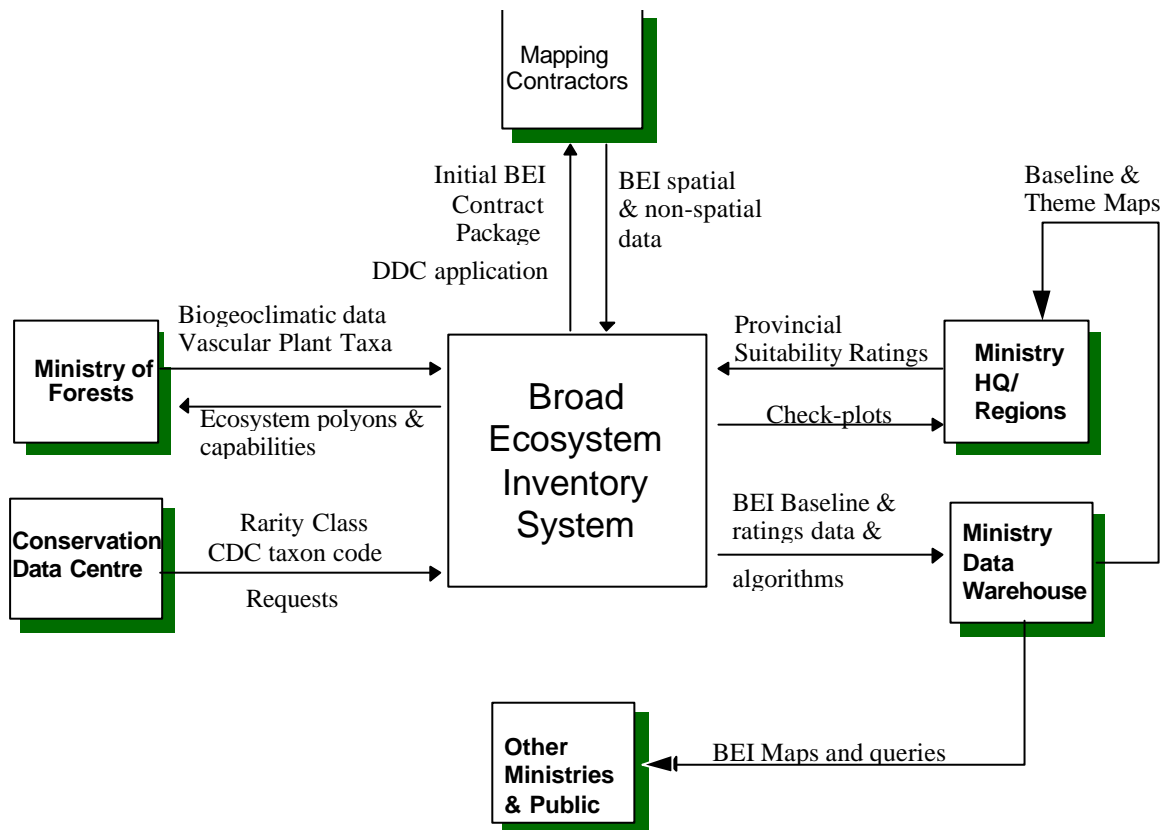 Mapping
Contractors
Initial BEI
Contract
Package
DDC application
BEI spatial
& non-spatial
data
Baseline &
Theme Maps
Biogeoclimatic data
Vascular Plant Taxa
Ministry of
Forests
Ecosystem polyons &
capabilities
Broad
Ecosystem
Inventory
System
Provincial
Suitability Ratings
Check-plots
Ministry
HQ/
Regions
Conservation
Data Centre
Rarity Class
CDC taxon code
Requests
BEI Baseline &
ratings data &
algorithms
Ministry
Data
Warehouse
Other
Ministries
& Public
BEI Maps and queries